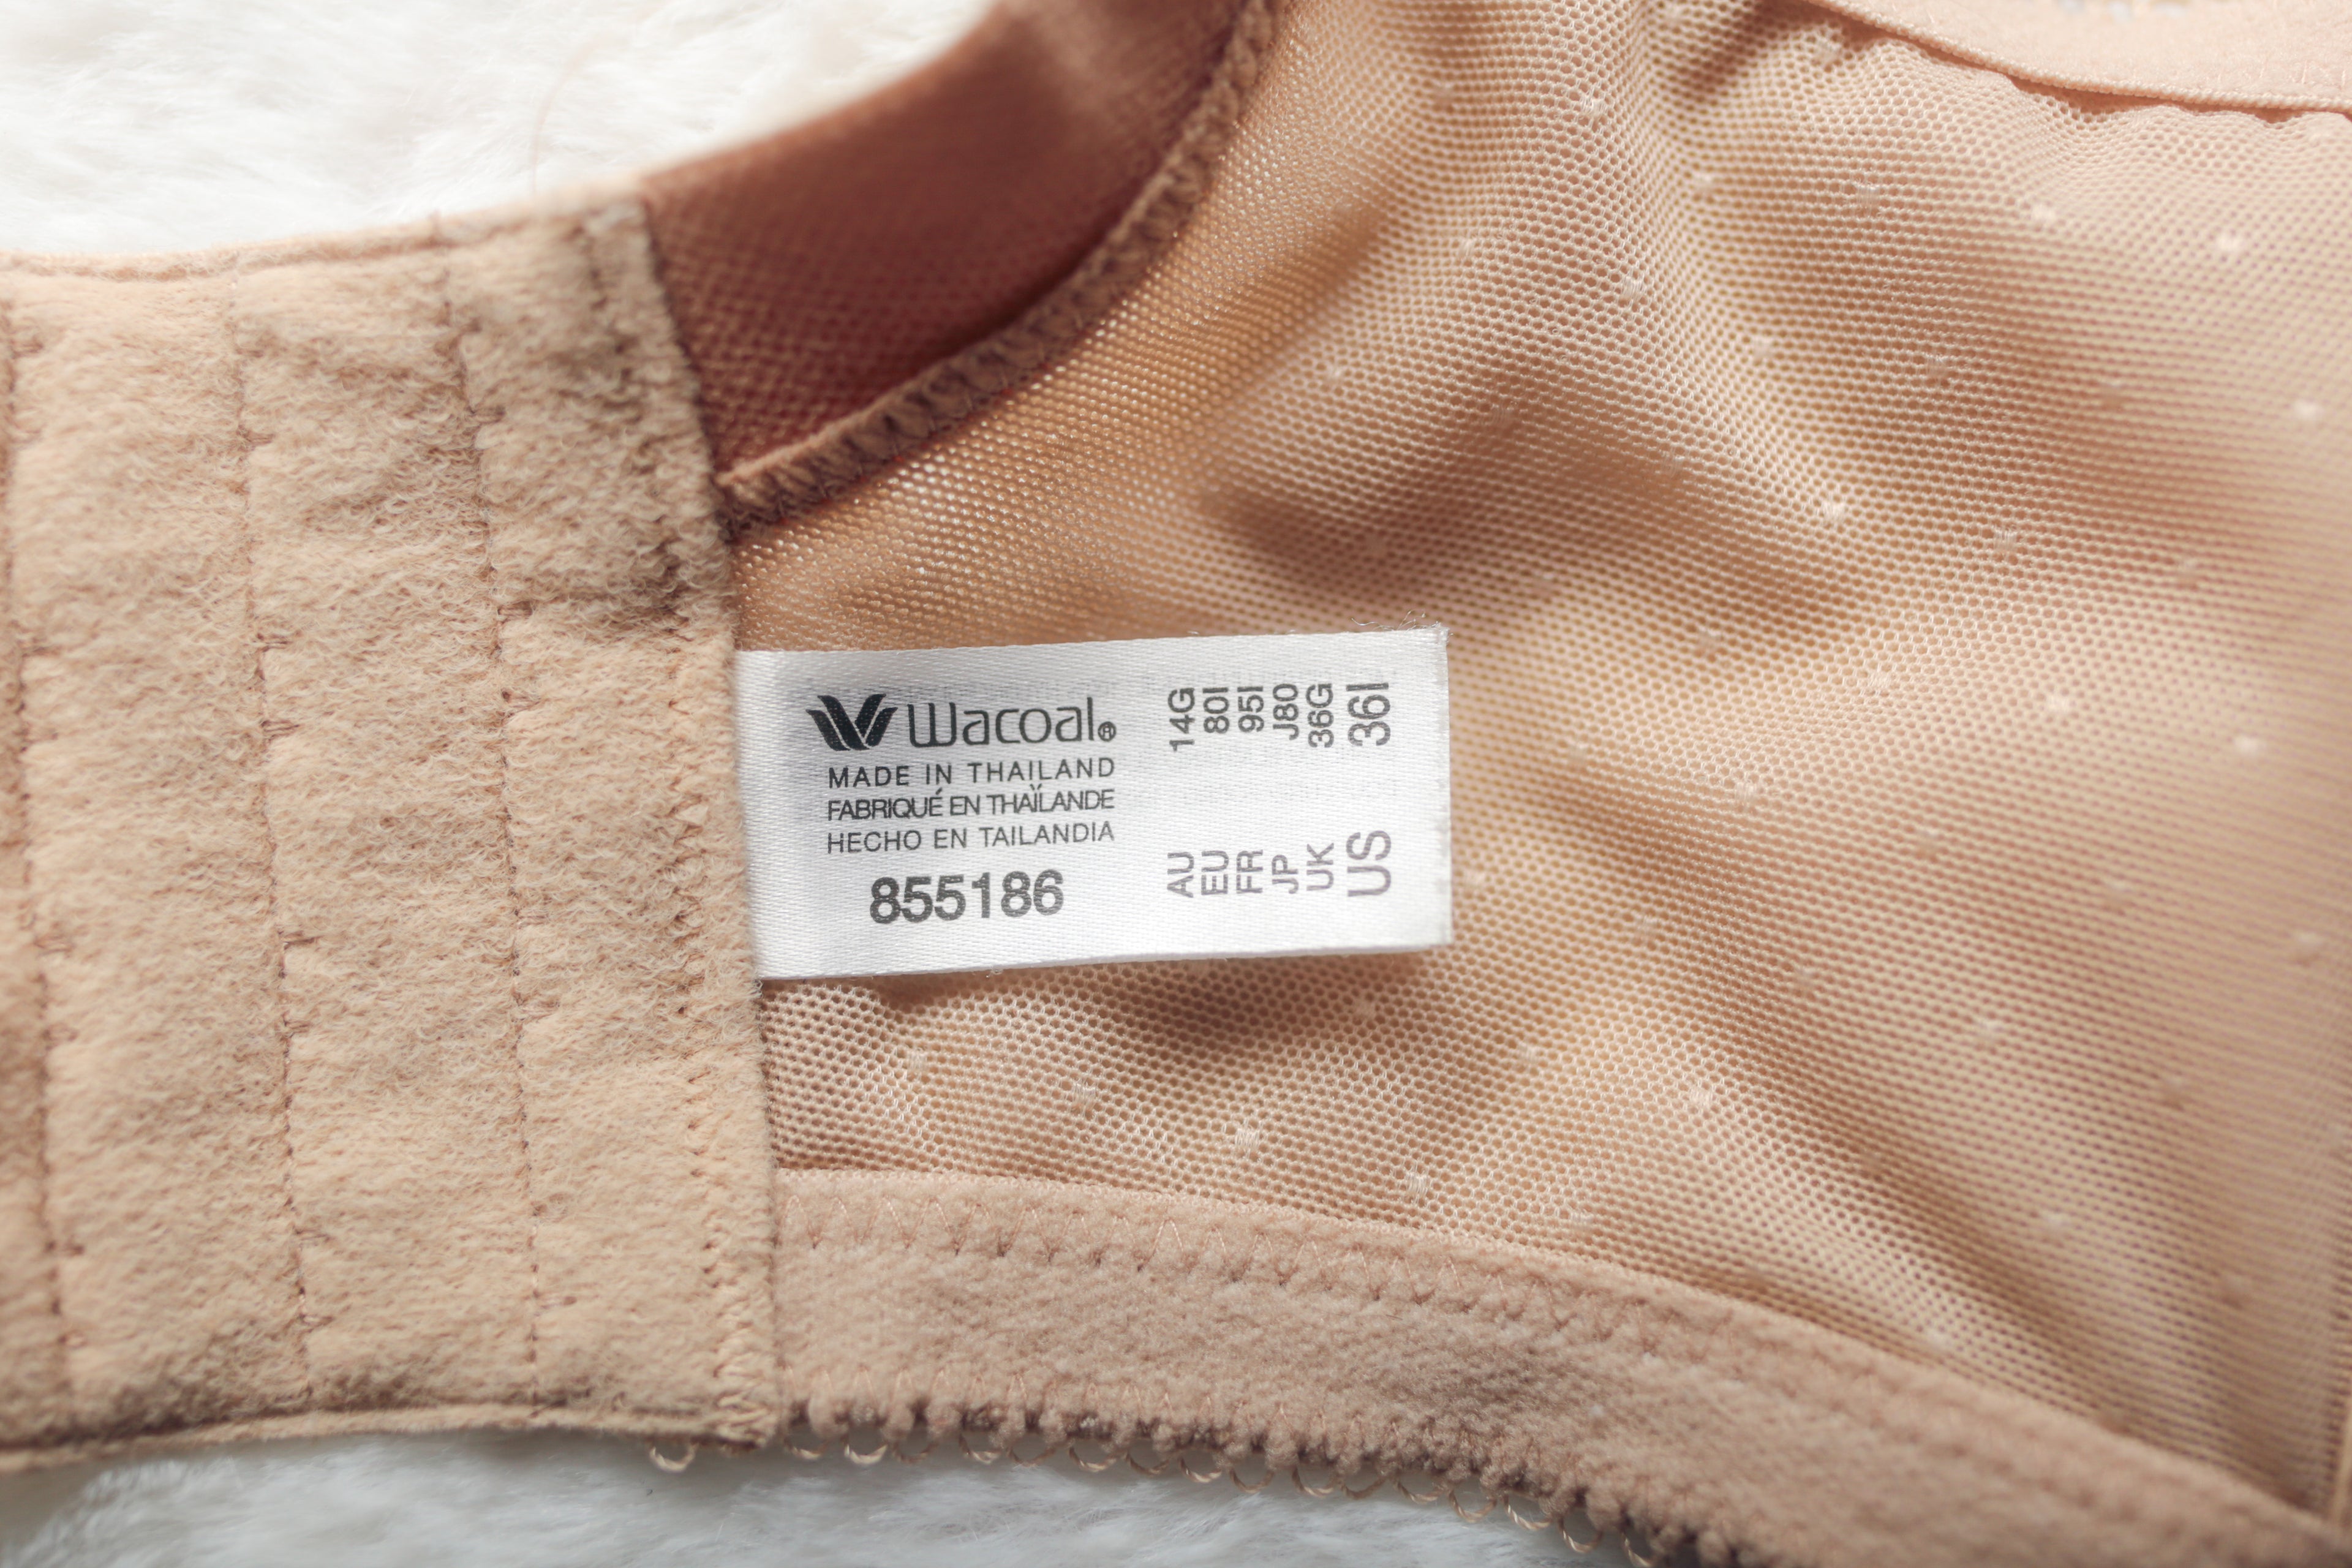 Wacoal®
MADE IN THAILAND
FABRIQUÉ EN THAÏLANDE
HECHO EN TAILANDIA
855186
AU 14G
EU 80I
FR 95I
JP J80
UK 36G
US 36I